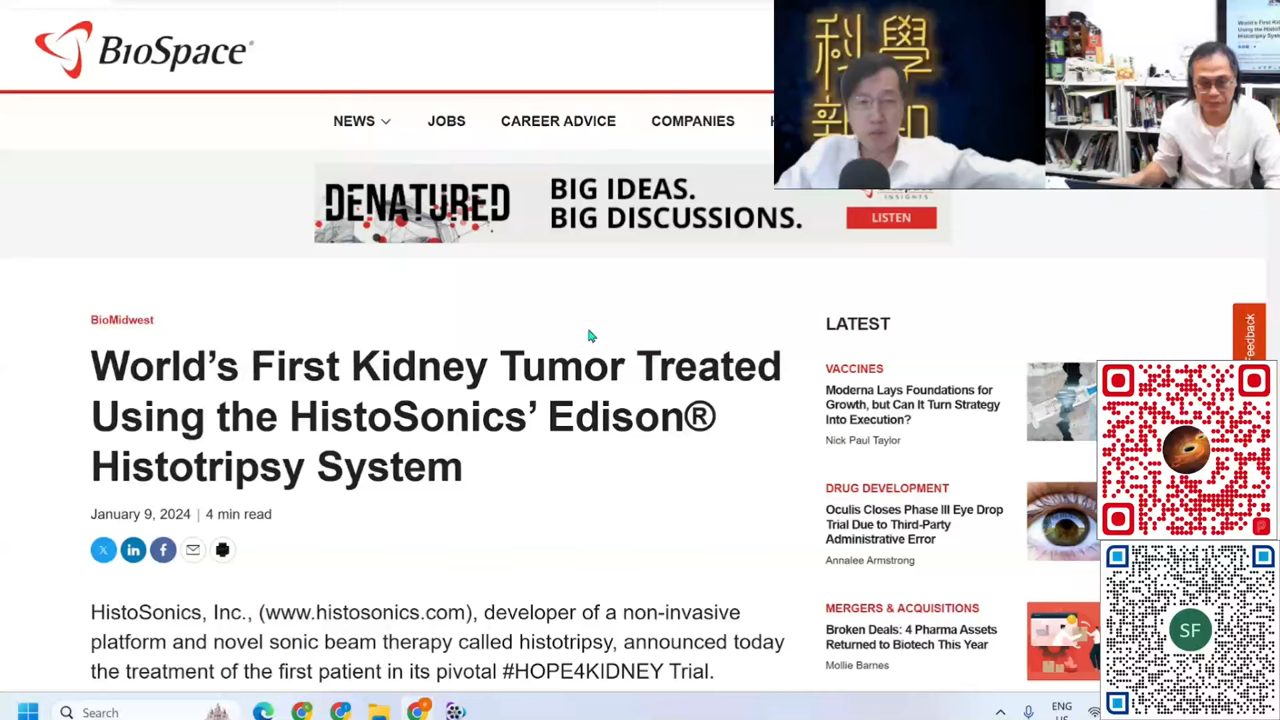 BioSpace
科學
新知
NEWS
JOBS
CAREER ADVICE
COMPANIES
DENATURED
BIG IDEAS.
BIG DISCUSSIONS.
BioSpace
INSIGHTS
LISTEN
BioMidwest
World's First Kidney Tumor Treated
Using the HistoSonics' Edison®
Histotripsy System
January 9, 2024 | 4 min read
HistoSonics, Inc., (www.histosonics.com), developer of a non-invasive
platform and novel sonic beam therapy called histotripsy, announced today
the treatment of the first patient in its pivotal #HOPE4KIDNEY Trial.
LATEST
VACCINES
Moderna Lays Foundations for
Growth, but Can It Turn Strategy
Into Execution?
Nick Paul Taylor
DRUG DEVELOPMENT
Oculis Closes Phase III Eye Drop
Trial Due to Third-Party
Administrative Error
Annalee Armstrong
MERGERS & ACQUISITIONS
Broken Deals: 4 Pharma Assets
Returned to Biotech This Year
Mollie Barnes
Feedback
SF
Search
ENG